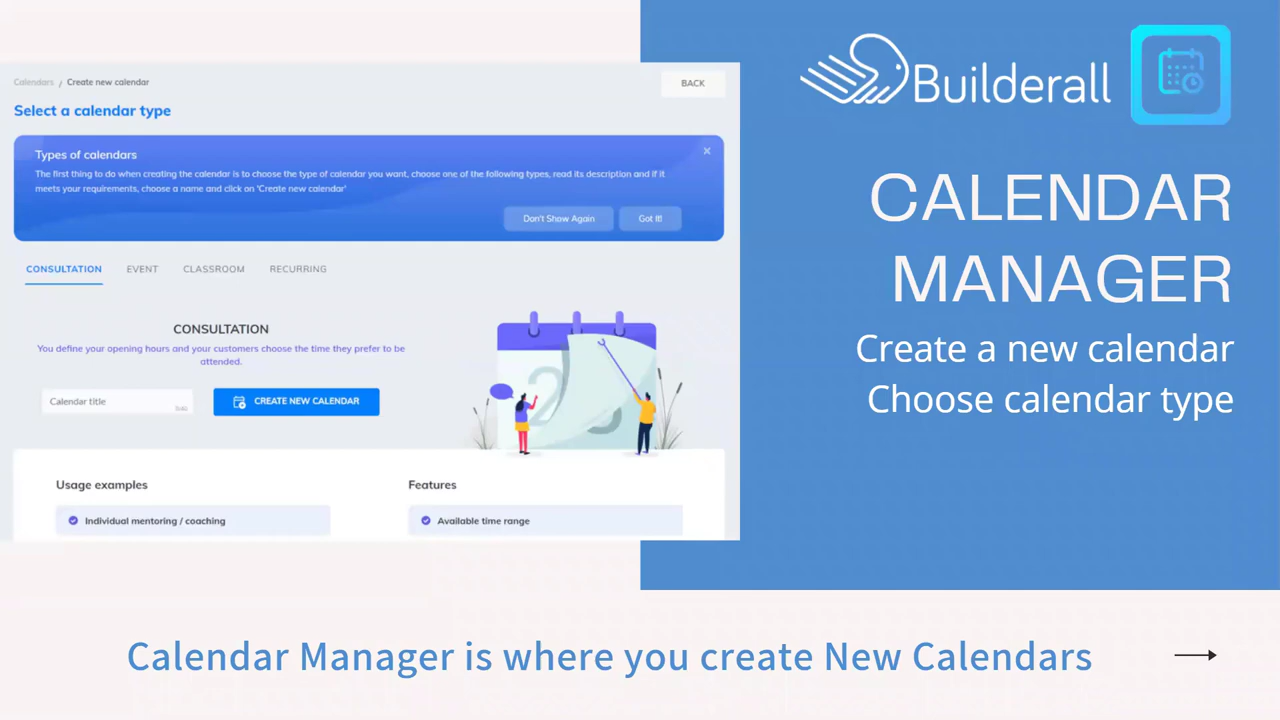 Calendars / Create new calendar
BACK
Select a calendar type
Types of calendars
The first thing to do when creating the calendar is to choose the type of calendar you want, choose one of the following types, read its description and if it
meets your requirements, choose a name and click on 'Create new calendar'
Don't Show Again
Got It!
CONSULTATION EVENT CLASSROOM RECURRING
CONSULTATION
You define your opening hours and your customers choose the time they prefer to be
attended.
Calendar title
CREATE NEW CALENDAR
Usage examples
Individual mentoring / coaching
Features
Available time range
Builderall
CALENDAR
MANAGER
Create a new calendar
Choose calendar type
Calendar Manager is where you create New Calendars